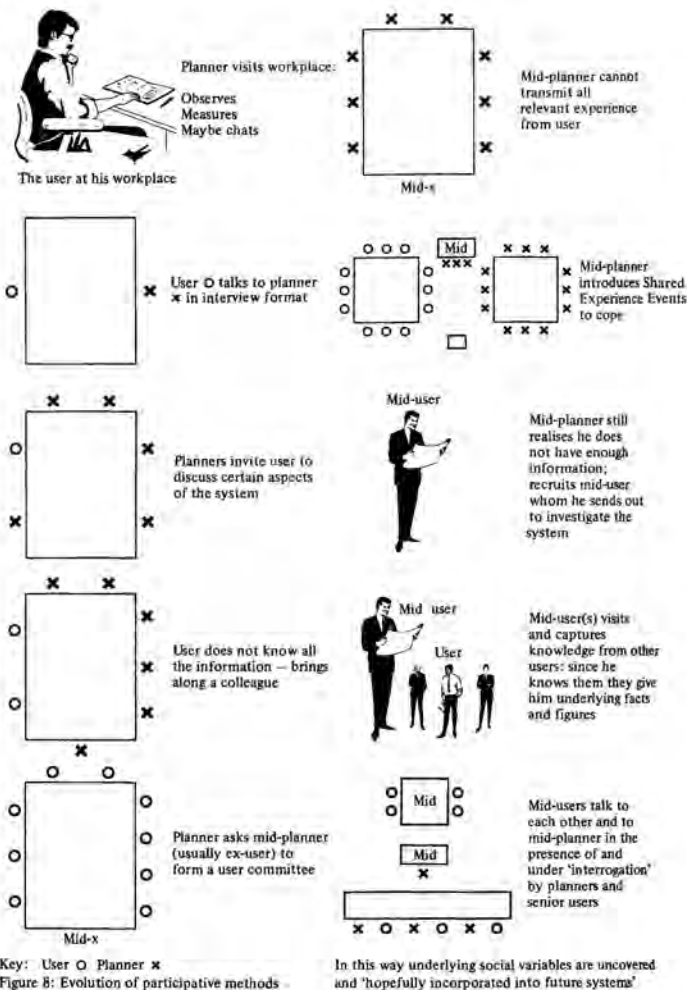 Planner visits workplace:
Observes
Measures
Maybe chats
The user at his workplace
User O talks to planner
x in interview format
Planners invite user to
discuss certain aspects
of the system
User does not know all
the information — brings
along a colleague
Planner asks mid-planner
(usually ex-user) to
form a user committee
Mid-x
Key: User O Planner x
Figure 8: Evolution of participative methods
Mid-planner cannot
transmit all
relevant experience
from user
Mid-x
Mid
Mid-planner
introduces Shared
Experience Events
to cope
Mid-user
Mid-planner still
realises he does
not have enough
information;
recruits mid-user
whom he sends out
to investigate the
system
Mid user
User
Mid-user(s) visits
and captures
knowledge from other
users: since he
knows them they give
him underlying facts
and figures
Mid
Mid
Mid-users talk to
each other and to
mid-planner in the
presence of and
under 'interrogation'
by planners and
senior users
In this way underlying social variables are uncovered
and 'hopefully incorporated into future systems'